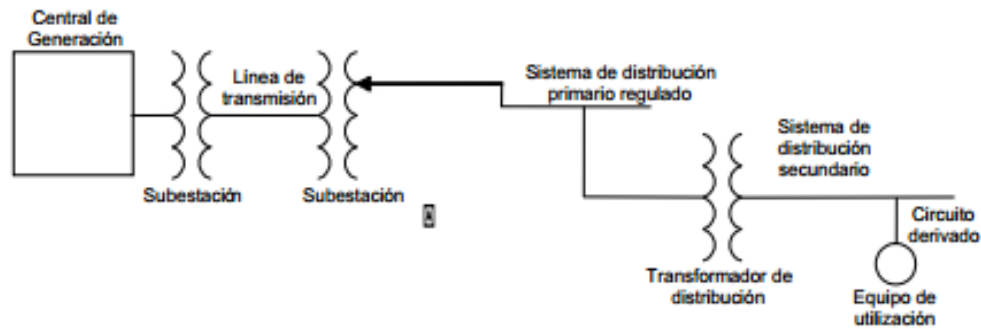 Central de
Generación
Línea de
transmisión
Subestación
Subestación
Sistema de distribución
primario regulado
Sistema de
distribución
secundario
Transformador de
distribución
Circuito
derivado
Equipo de
utilización